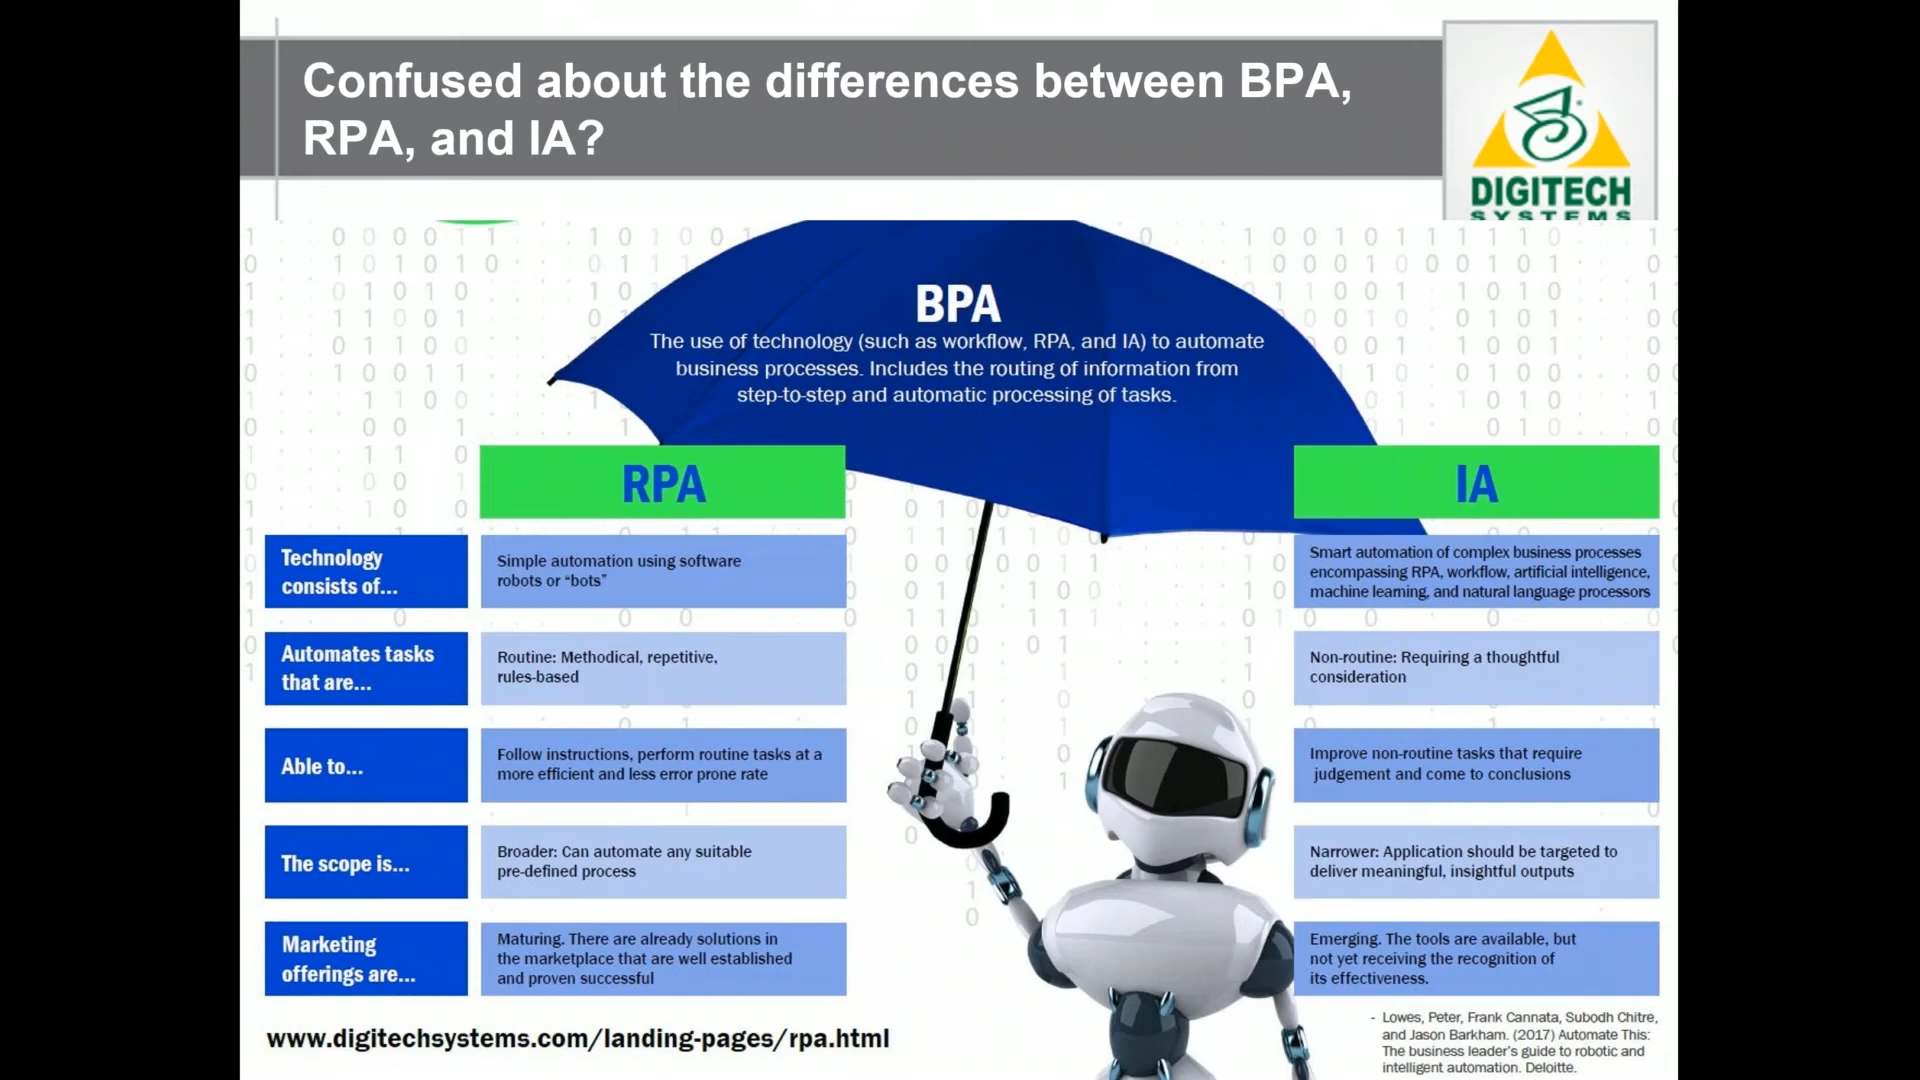 Confused about the differences between BPA,
RPA, and IA?
DIGITECH
SYSTEMS
BPA
The use of technology (such as workflow, RPA, and IA) to automate
business processes. Includes the routing of information from
step-to-step and automatic processing of tasks.
RPA
IA
Technology
consists of...
Simple automation using software
robots or “bots”
Smart automation of complex business processes
encompassing RPA, workflow, artificial intelligence,
machine learning, and natural language processors
Automates tasks
that are...
Routine: Methodical, repetitive,
rules-based
Non-routine: Requiring a thoughtful
consideration
Able to...
Follow instructions, perform routine tasks at a
more efficient and less error prone rate
Improve non-routine tasks that require
judgement and come to conclusions
The scope is...
Broader: Can automate any suitable
pre-defined process
Narrower: Application should be targeted to
deliver meaningful, insightful outputs
Marketing
offerings are...
Maturing. There are already solutions in
the marketplace that are well established
and proven successful
Emerging. The tools are available, but
not yet receiving the recognition of
its effectiveness.
www.digitechsystems.com/landing-pages/rpa.html
- Lowes, Peter, Frank Cannata, Subodh Chitre,
and Jason Barkham. (2017) Automate This:
The business leader's guide to robotic and
intelligent automation. Deloitte.